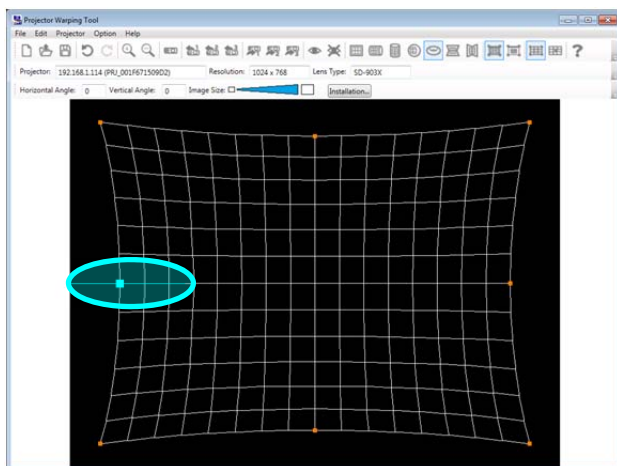 Projector Warping Tool
File Edit Projector Option Help
Projector: 192.168.1.114 (PRJ_001F671509D2) Resolution: 1024 x 768 Lens Type: SD-903X
Horizontal Angle: 0 Vertical Angle: 0 Image Size: Installation...